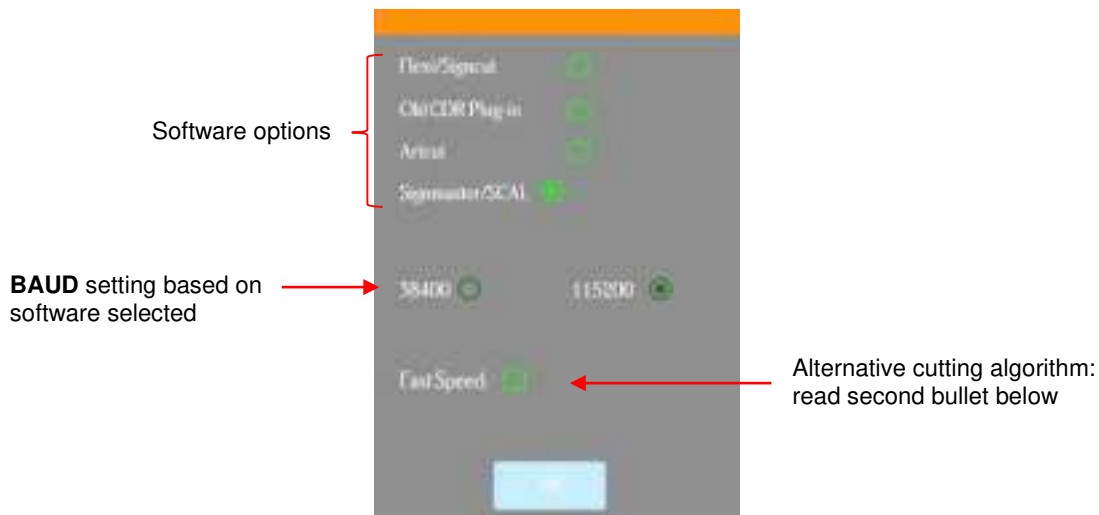 Flexi/Signcut
Old CDR Plug-in
Software options
Artcut
Signmaster/SCAL
BAUD setting based on
software selected
38400
115200
Fast Speed
Alternative cutting algorithm:
read second bullet below